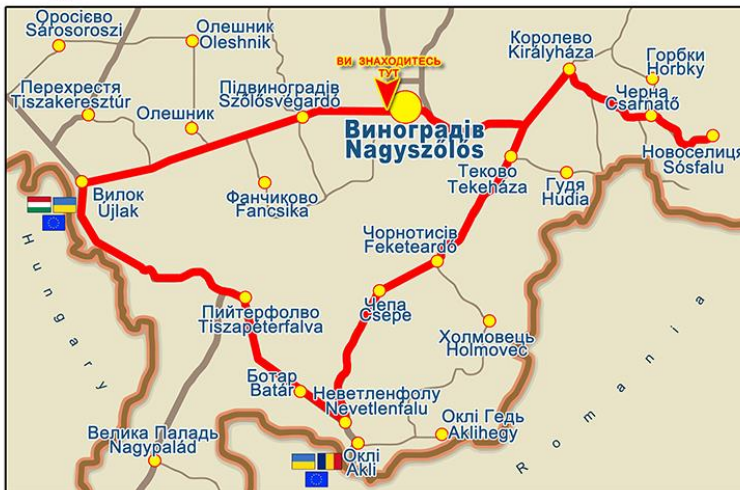 Оросієво
Sárosoroszi
Олешник
Oleshnik
ВИ ЗНАХОДИТЕСЬ
ТУТ
Королево
Királyháza
Горбки
Horbky
Перехрестя
Tiszakeresztúr
Підвиноградів
Szőlősvégardó
Черна
Csarnatő
Олешник
Виноградів
Nagyszőlős
Новоселиця
Sósfalu
Вилок
Újlak
Фанчиково
Fancsika
Теково
Tekeháza
Гудя
Hudia
Чорнотисів
Feketeardó
Hungary
Пийтерфолво
Tiszapéterfalva
Чепа
Csepe
Холмовець
Holmovec
Romania
Ботар
Batár
Неветленфолу
Nevetlenfalu
Велика Паладь
Nagypalád
Оклі Гедь
Aklihegy
Оклі
Akli